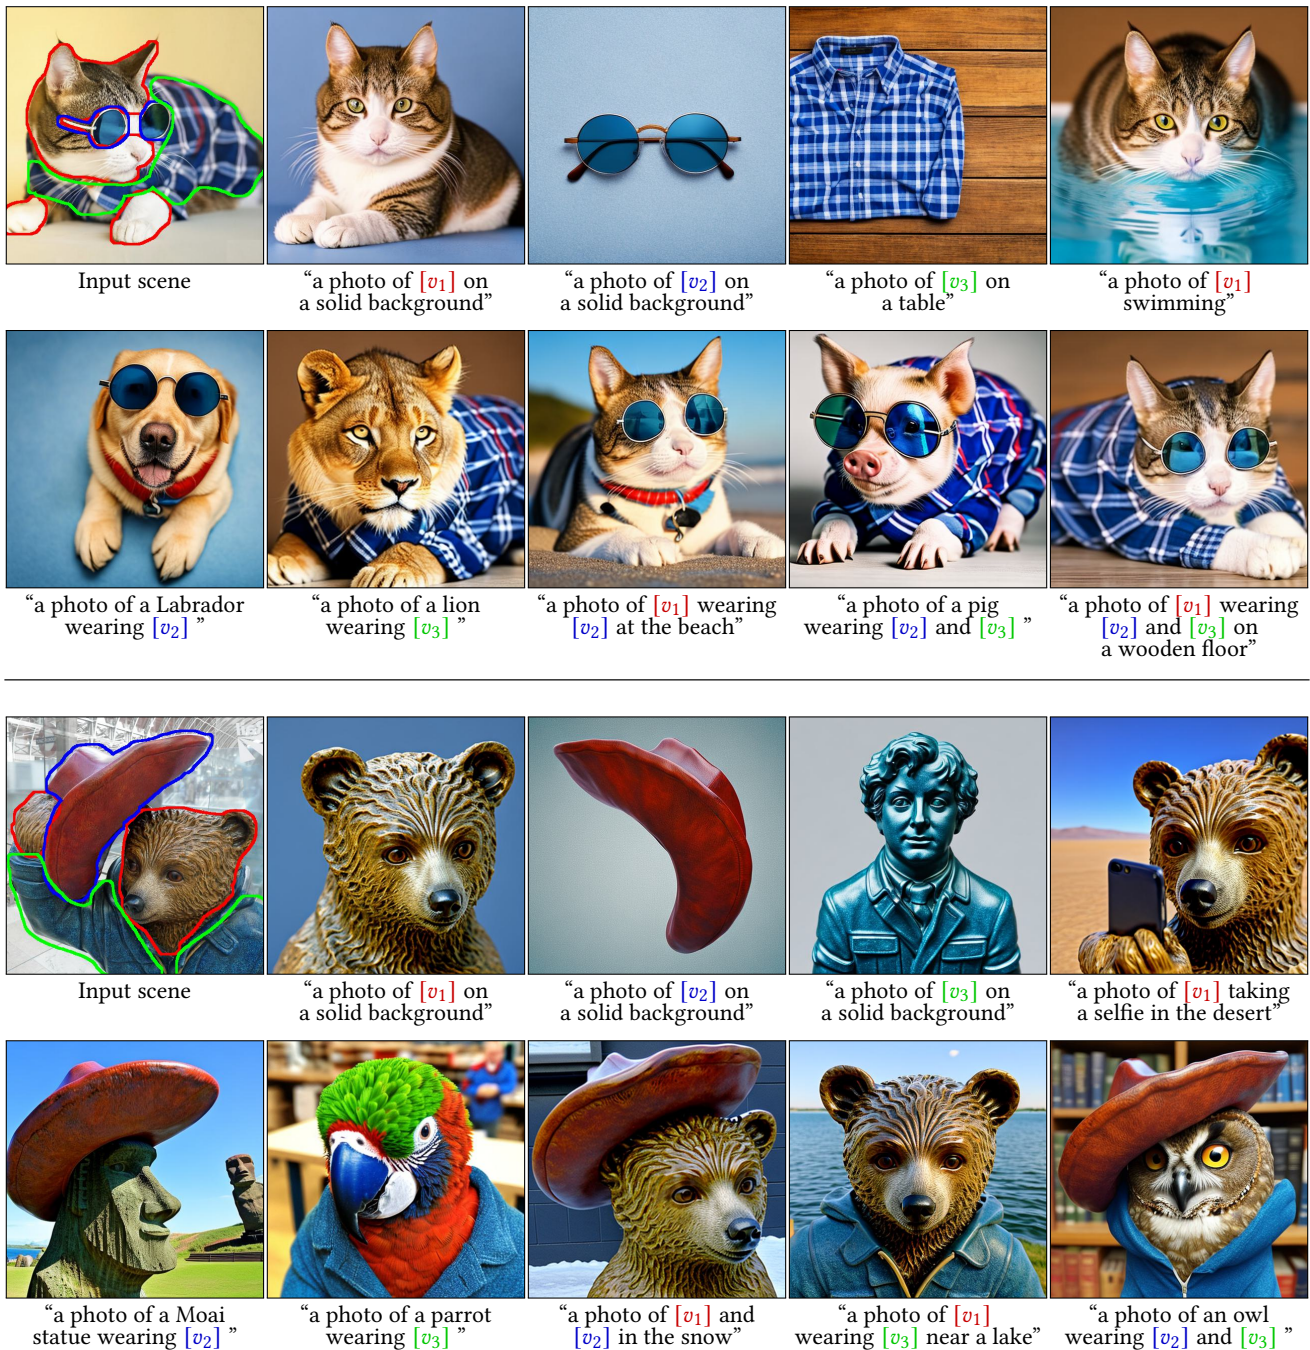 Input scene
“a photo of [v1] on
a solid background”
“a photo of [v2] on
a solid background”
“a photo of [v3] on
a table”
“a photo of [v1]
swimming”
“a photo of a Labrador
wearing [v2] ”
“a photo of a lion
wearing [v3] ”
“a photo of [v1] wearing
[v2] at the beach”
“a photo of a pig
wearing [v2] and [v3] ”
“a photo of [v1] wearing
[v2] and [v3] on
a wooden floor”
Input scene
“a photo of [v1] on
a solid background”
“a photo of [v2] on
a solid background”
“a photo of [v3] on
a solid background”
“a photo of [v1] taking
a selfie in the desert”
“a photo of a Moai
statue wearing [v2] ”
“a photo of a parrot
wearing [v3] ”
“a photo of [v1] and
[v2] in the snow”
“a photo of [v1]
wearing [v3] near a lake”
“a photo of an owl
wearing [v2] and [v3] ”